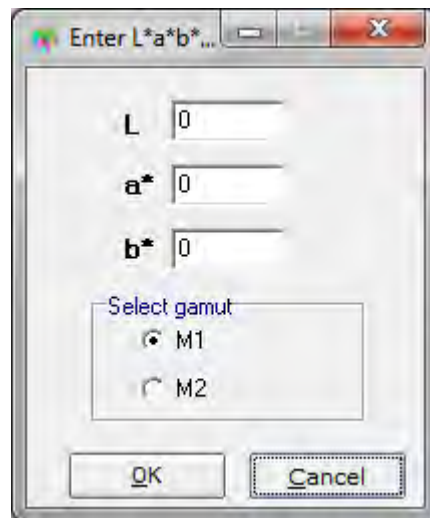 Enter L*a*b*...
L 0
a* 0
b* 0
Select gamut
M1
M2
OK Cancel